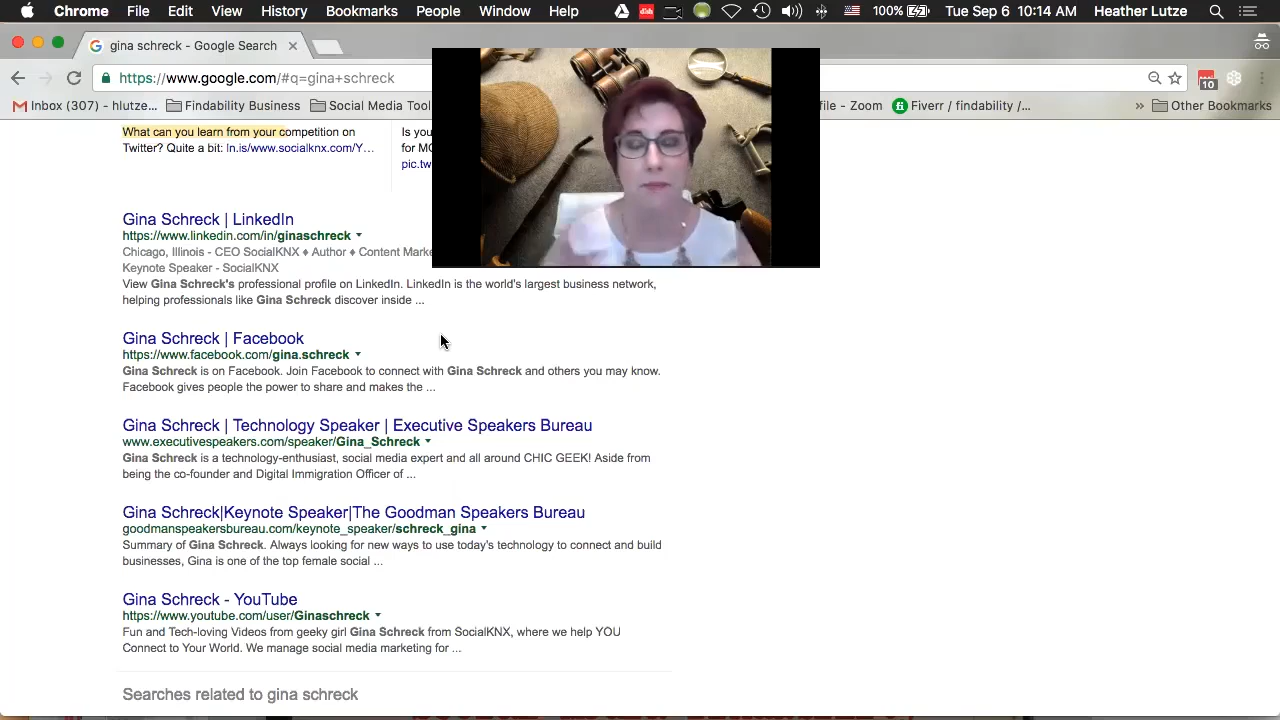 Chrome File Edit View History Bookmarks People Window Help dish 100% Tue Sep 6 10:14 AM Heather Lutze
gina schreck - Google Search
https://www.google.com/#q=gina+schreck 10
Inbox (307) - hlutze... Findability Business Social Media Tool file - Zoom Fiverr / findability /... » Other Bookmarks
What can you learn from your competition on
Twitter? Quite a bit: ln.is/www.socialknx.com/Y…
Is you
for MC
pic.tw
Gina Schreck | LinkedIn
https://www.linkedin.com/in/ginaschreck
Chicago, Illinois - CEO SocialKNX ♦ Author ♦ Content Marke
Keynote Speaker - SocialKNX
View Gina Schreck's professional profile on LinkedIn. LinkedIn is the world's largest business network,
helping professionals like Gina Schreck discover inside ...
Gina Schreck | Facebook
https://www.facebook.com/gina.schreck
Gina Schreck is on Facebook. Join Facebook to connect with Gina Schreck and others you may know.
Facebook gives people the power to share and makes the ...
Gina Schreck | Technology Speaker | Executive Speakers Bureau
www.executivespeakers.com/speaker/Gina_Schreck
Gina Schreck is a technology-enthusiast, social media expert and all around CHIC GEEK! Aside from
being the co-founder and Digital Immigration Officer of ...
Gina Schreck|Keynote Speaker|The Goodman Speakers Bureau
goodmanspeakersbureau.com/keynote_speaker/schreck_gina
Summary of Gina Schreck. Always looking for new ways to use today's technology to connect and build
businesses, Gina is one of the top female social ...
Gina Schreck - YouTube
https://www.youtube.com/user/Ginaschreck
Fun and Tech-loving Videos from geeky girl Gina Schreck from SocialKNX, where we help YOU
Connect to Your World. We manage social media marketing for ...
Searches related to gina schreck